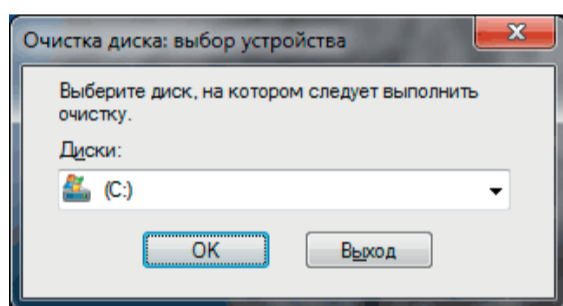 Очистка диска: выбор устройства
Выберите диск, на котором следует выполнить
очистку.
Диски:
(C:)
OK
Выход